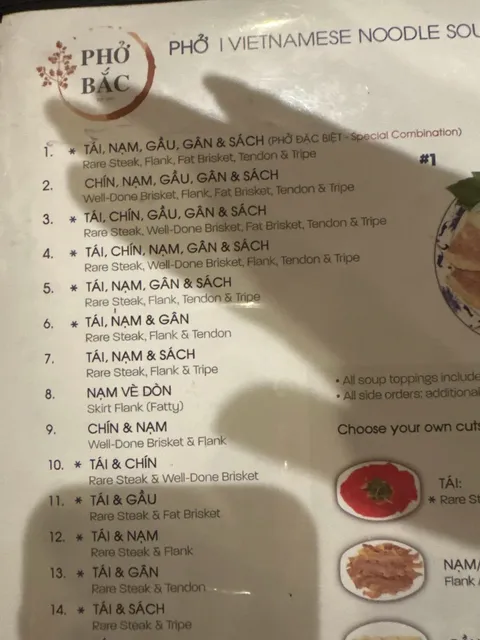 PHỞ
BẮC
PHỞ | VIETNAMESE NOODLE
1. * TÁI, NẠM, GẦU, GÂN & SÁCH (PHỞ ĐẶC BIỆT - Special Combination)
Rare Steak, Flank, Fat Brisket, Tendon & Tripe
#1
2. CHÍN, NẠM, GẦU, GÂN & SÁCH
Well-Done Brisket, Flank, Fat Brisket, Tendon & Tripe
3. * TÁI, CHÍN, GẦU, GÂN & SÁCH
Rare Steak, Well-Done Brisket, Fat Brisket, Tendon & Tripe
4. * TÁI, CHÍN, NẠM, GÂN & SÁCH
Rare Steak, Well-Done Brisket, Flank, Tendon & Tripe
5. * TÁI, NẠM, GÂN & SÁCH
Rare Steak, Flank, Tendon & Tripe
6. * TÁI, NẠM & GÂN
Rare Steak, Flank & Tendon
7. TÁI, NẠM & SÁCH
Rare Steak, Flank & Tripe
8. NẠM VÈ DÒN
Skirt Flank (Fatty)
9. CHÍN & NẠM
Well-Done Brisket & Flank
10. * TÁI & CHÍN
Rare Steak & Well-Done Brisket
11. * TÁI & GẦU
Rare Steak & Fat Brisket
12. * TÁI & NẠM
Rare Steak & Flank
13. * TÁI & GÂN
Rare Steak & Tendon
14. * TÁI & SÁCH
Rare Steak & Tripe
• All soup toppings include
• All side orders: additional
Choose your own cuts
TÁI:
* Rare
NẠM/
Flank /